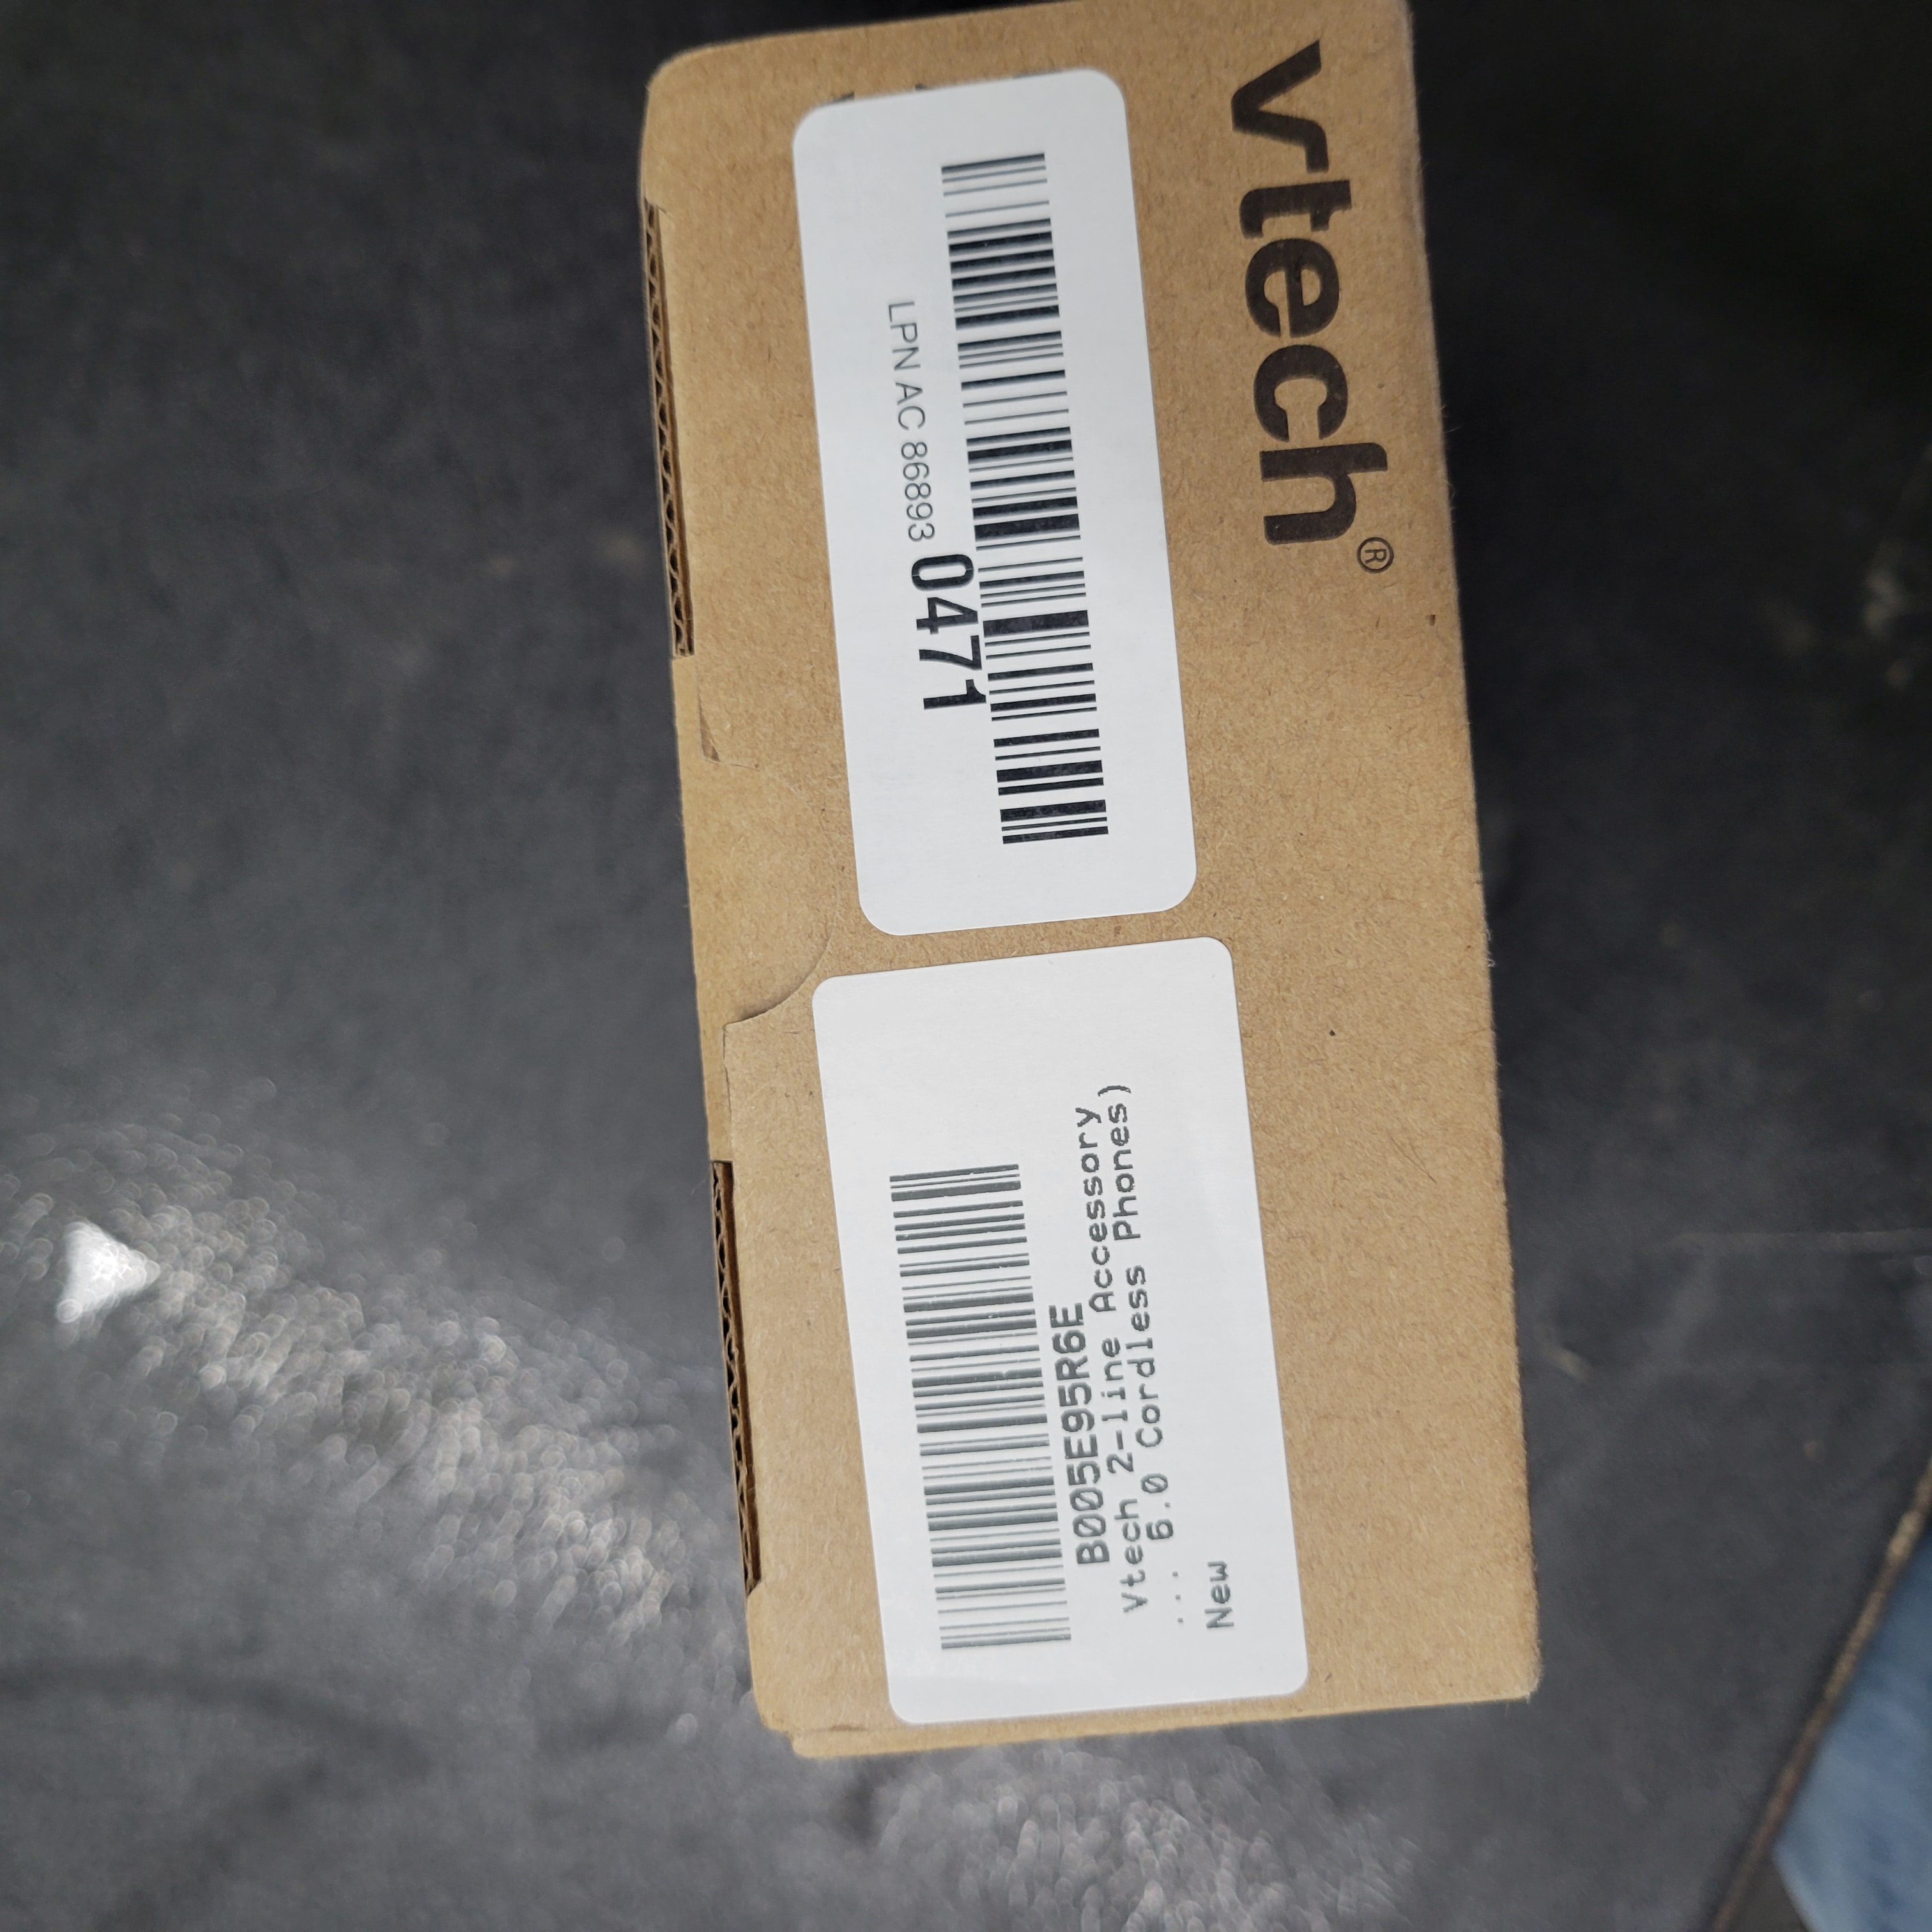 vtech®
LPN AC 86893 0471
B005E95R6E
Vtech 2-line Accessory
... 6.0 Cordless Phones)
New